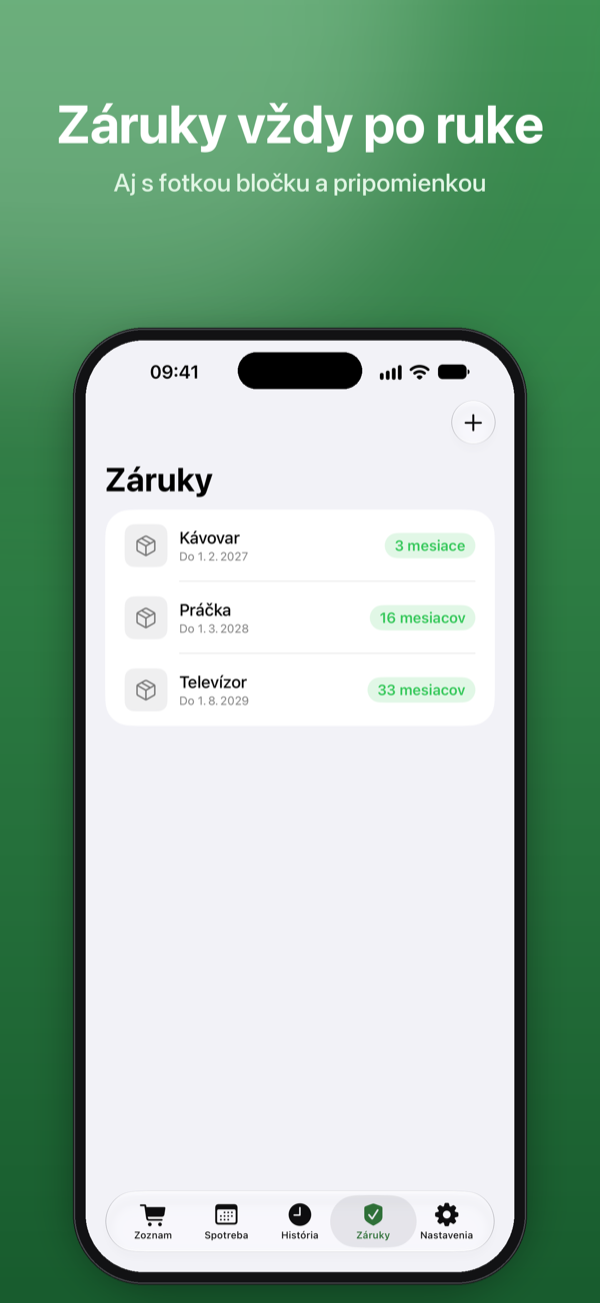 Záruky vždy po ruke
Aj s fotkou bločku a pripomienkou
09:41
Záruky
Kávovar
Do 1. 2. 2027
3 mesiace
Práčka
Do 1. 3. 2028
16 mesiacov
Televízor
Do 1. 8. 2029
33 mesiacov
Zoznam
Spotreba
História
Záruky
Nastavenia